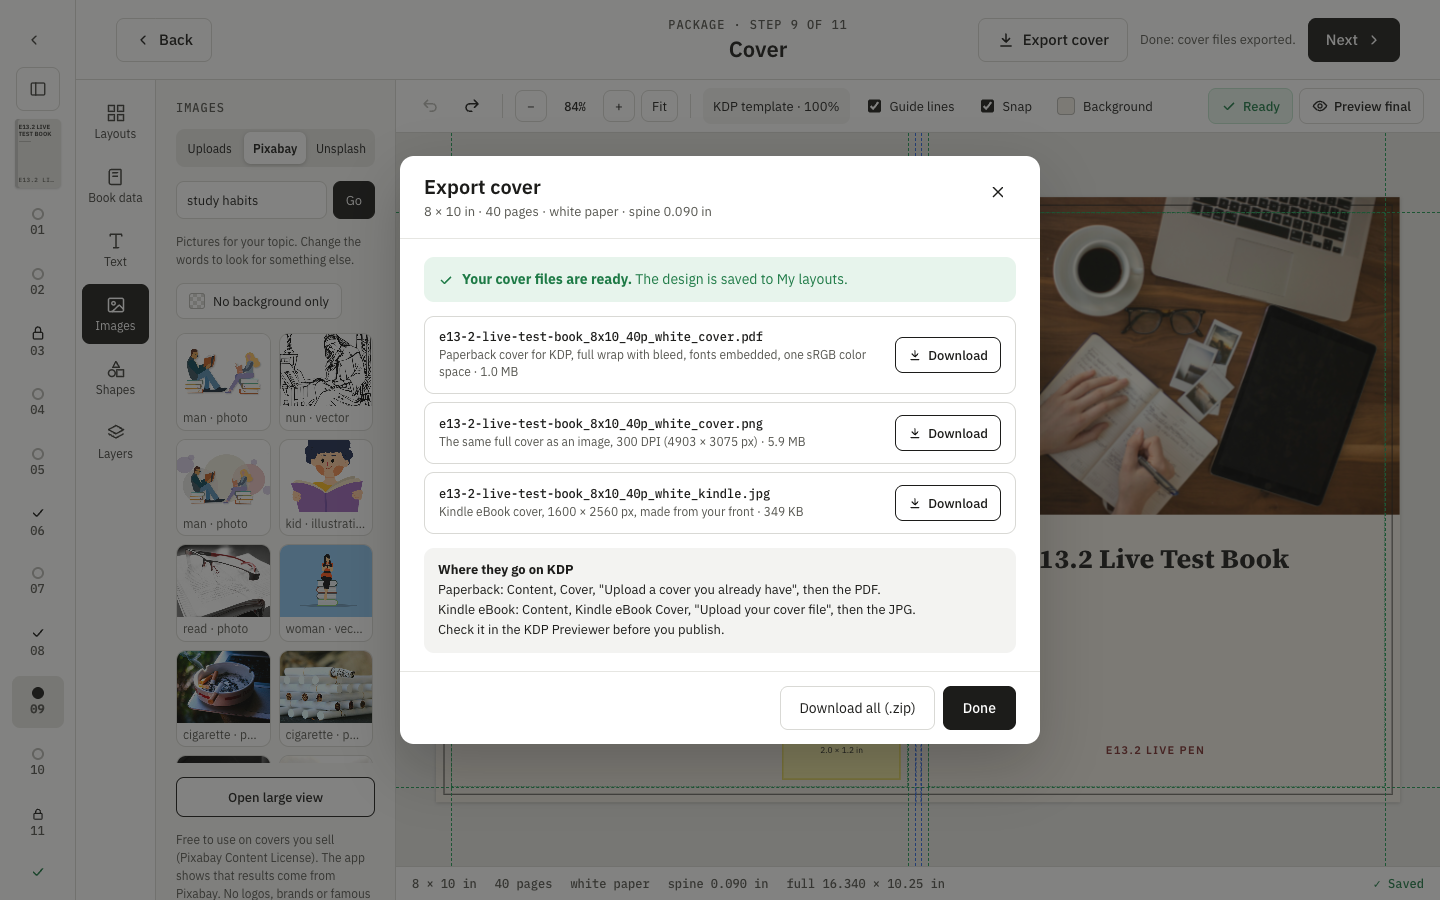 PACKAGE · STEP 9 OF 11
Back
Cover
Export cover
Done: cover files exported.
Next
E13.2 LIVE
TEST BOOK
E13.2 LI…
01
02
03
04
05
06
07
08
09
10
11
Layouts
Book data
Text
Images
Shapes
Layers
IMAGES
Uploads
Pixabay
Unsplash
study habits
Go
Pictures for your topic. Change the
words to look for something else.
No background only
man · photo
nun · vector
man · photo
kid · illustrati…
read · photo
woman · vec…
cigarette · p…
cigarette · p…
Open large view
Free to use on covers you sell
(Pixabay Content License). The app
shows that results come from
Pixabay. No logos, brands or famous
84%
Fit
KDP template · 100%
Guide lines
Snap
Background
Ready
Preview final
Export cover
8 × 10 in · 40 pages · white paper · spine 0.090 in
Your cover files are ready. The design is saved to My layouts.
e13-2-live-test-book_8x10_40p_white_cover.pdf
Paperback cover for KDP, full wrap with bleed, fonts embedded, one sRGB color
space · 1.0 MB
Download
e13-2-live-test-book_8x10_40p_white_cover.png
The same full cover as an image, 300 DPI (4903 × 3075 px) · 5.9 MB
Download
e13-2-live-test-book_8x10_40p_white_kindle.jpg
Kindle eBook cover, 1600 × 2560 px, made from your front · 349 KB
Download
Where they go on KDP
Paperback: Content, Cover, "Upload a cover you already have", then the PDF.
Kindle eBook: Content, Kindle eBook Cover, "Upload your cover file", then the JPG.
Check it in the KDP Previewer before you publish.
Download all (.zip)
Done
13.2 Live Test Book
2.0 × 1.2 in
E13.2 LIVE PEN
8 × 10 in
40 pages
white paper
spine 0.090 in
full 16.340 × 10.25 in
✓ Saved